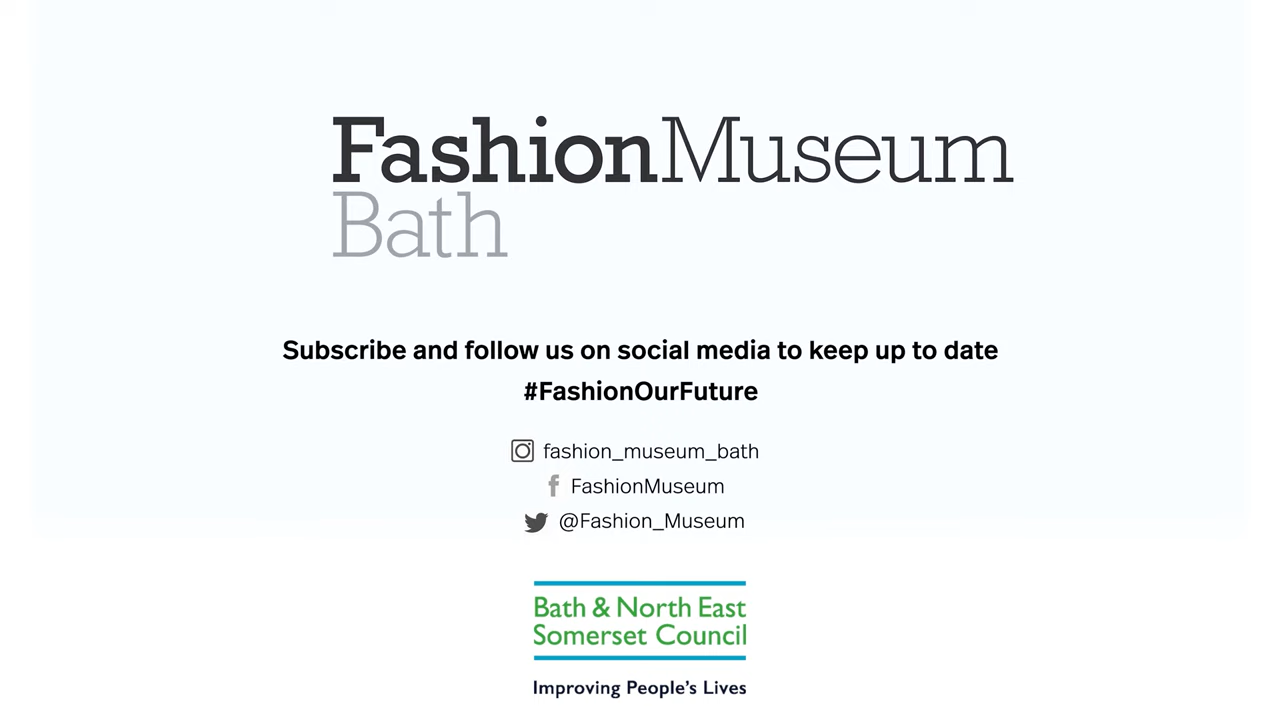 FashionMuseum
Bath
Subscribe and follow us on social media to keep up to date
#FashionOurFuture
fashion_museum_bath
FashionMuseum
@Fashion_Museum
Bath & North East
Somerset Council
Improving People's Lives